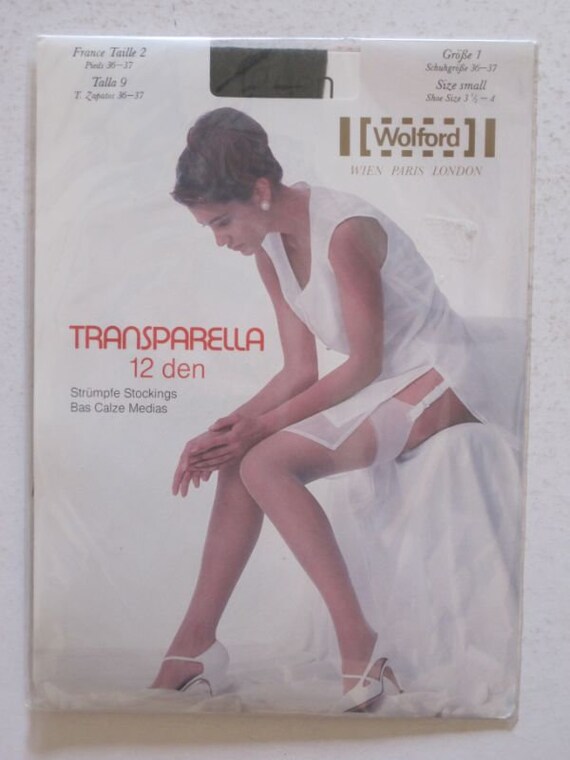 France Taille 2
Pieds 36–37
Talla 9
T. Zapatos 36–37
Größe 1
Schuhgröße 36–37
Size small
Shoe Size 3½–4
Wolford
WIEN PARIS LONDON
TRANSPARELLA
12 den
Strümpfe Stockings
Bas Calze Medias